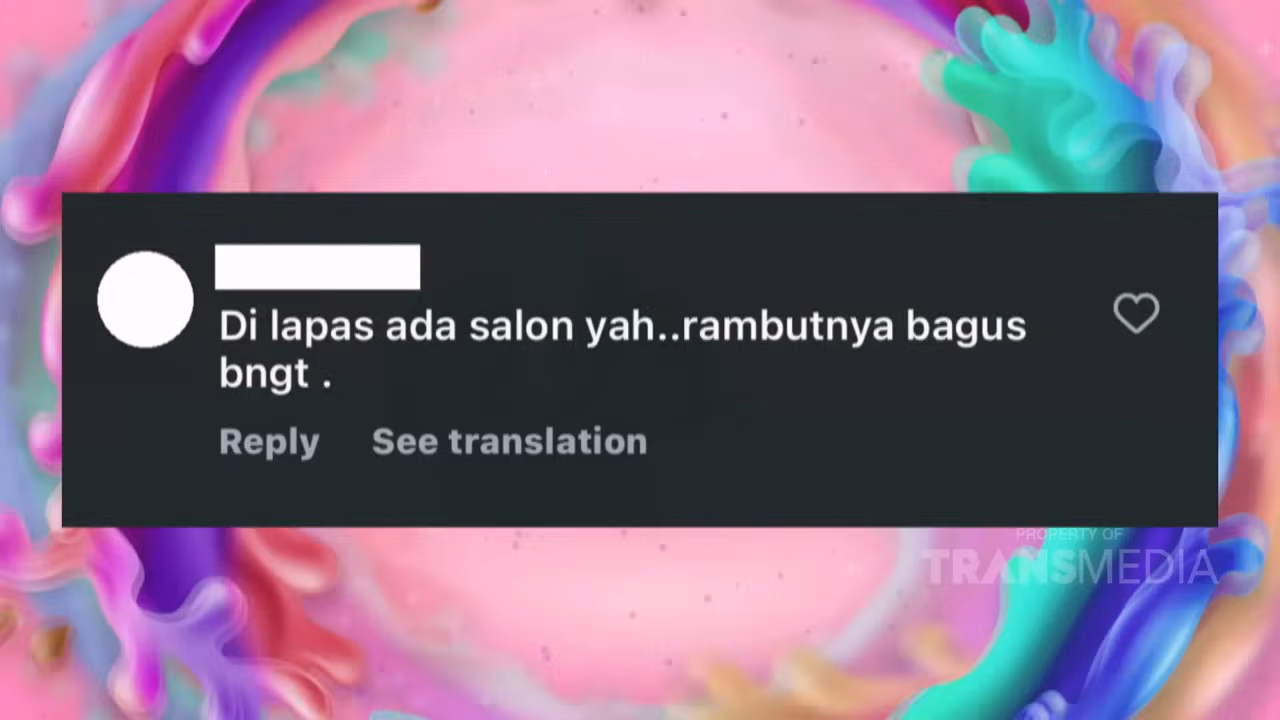 Di lapas ada salon yah..rambutnya bagus
bngt .
Reply See translation
PROPERTY OF
TRANSMEDIA